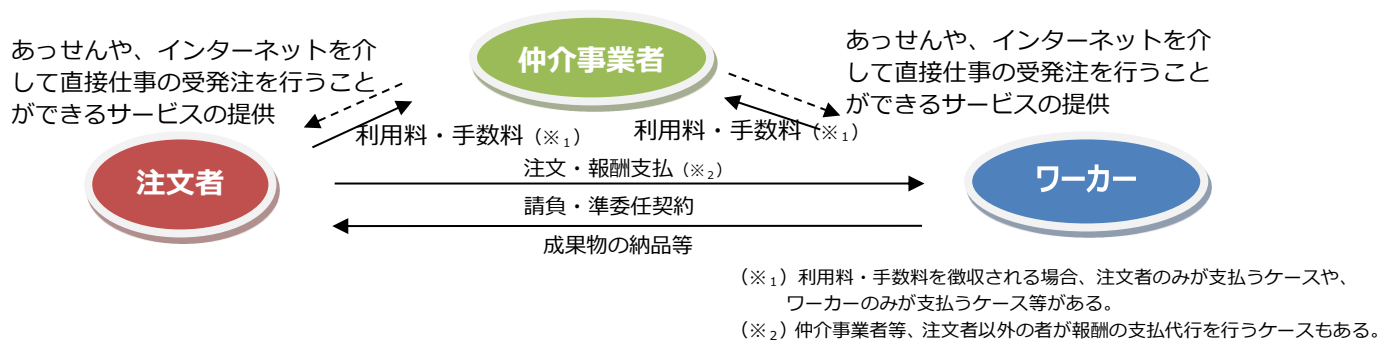 仲介事業者
あっせんや、インターネットを介
して直接仕事の受発注を行うこと
ができるサービスの提供
あっせんや、インターネットを介
して直接仕事の受発注を行うこと
ができるサービスの提供
利用料・手数料（※₁）
利用料・手数料（※₁）
注文者
注文・報酬支払（※₂）
請負・準委任契約
成果物の納品等
ワーカー
（※₁）利用料・手数料を徴収される場合、注文者のみが支払うケースや、
ワーカーのみが支払うケース等がある。
（※₂）仲介事業者等、注文者以外の者が報酬の支払代行を行うケースもある。